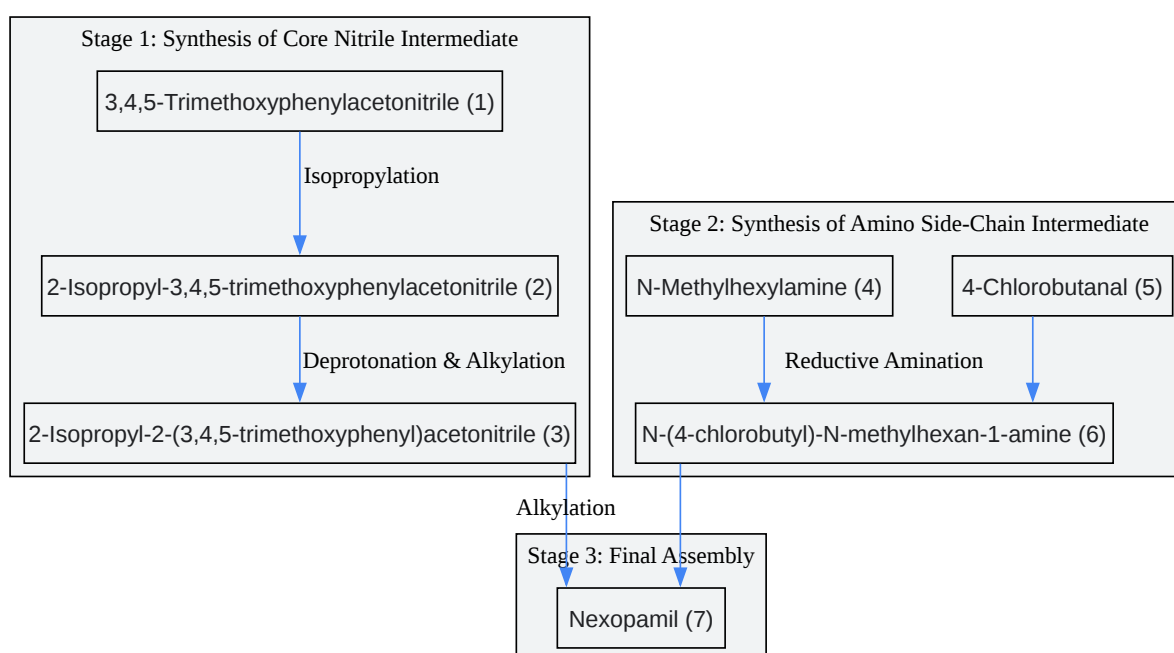 Stage 1: Synthesis of Core Nitrile Intermediate
3,4,5-Trimethoxyphenylacetonitrile (1)
Isopropylation
2-Isopropyl-3,4,5-trimethoxyphenylacetonitrile (2)
Deprotonation & Alkylation
2-Isopropyl-2-(3,4,5-trimethoxyphenyl)acetonitrile (3)
Stage 2: Synthesis of Amino Side-Chain Intermediate
N-Methylhexylamine (4)
4-Chlorobutanal (5)
Reductive Amination
N-(4-chlorobutyl)-N-methylhexan-1-amine (6)
Alkylation
Stage 3: Final Assembly
Nexopamil (7)